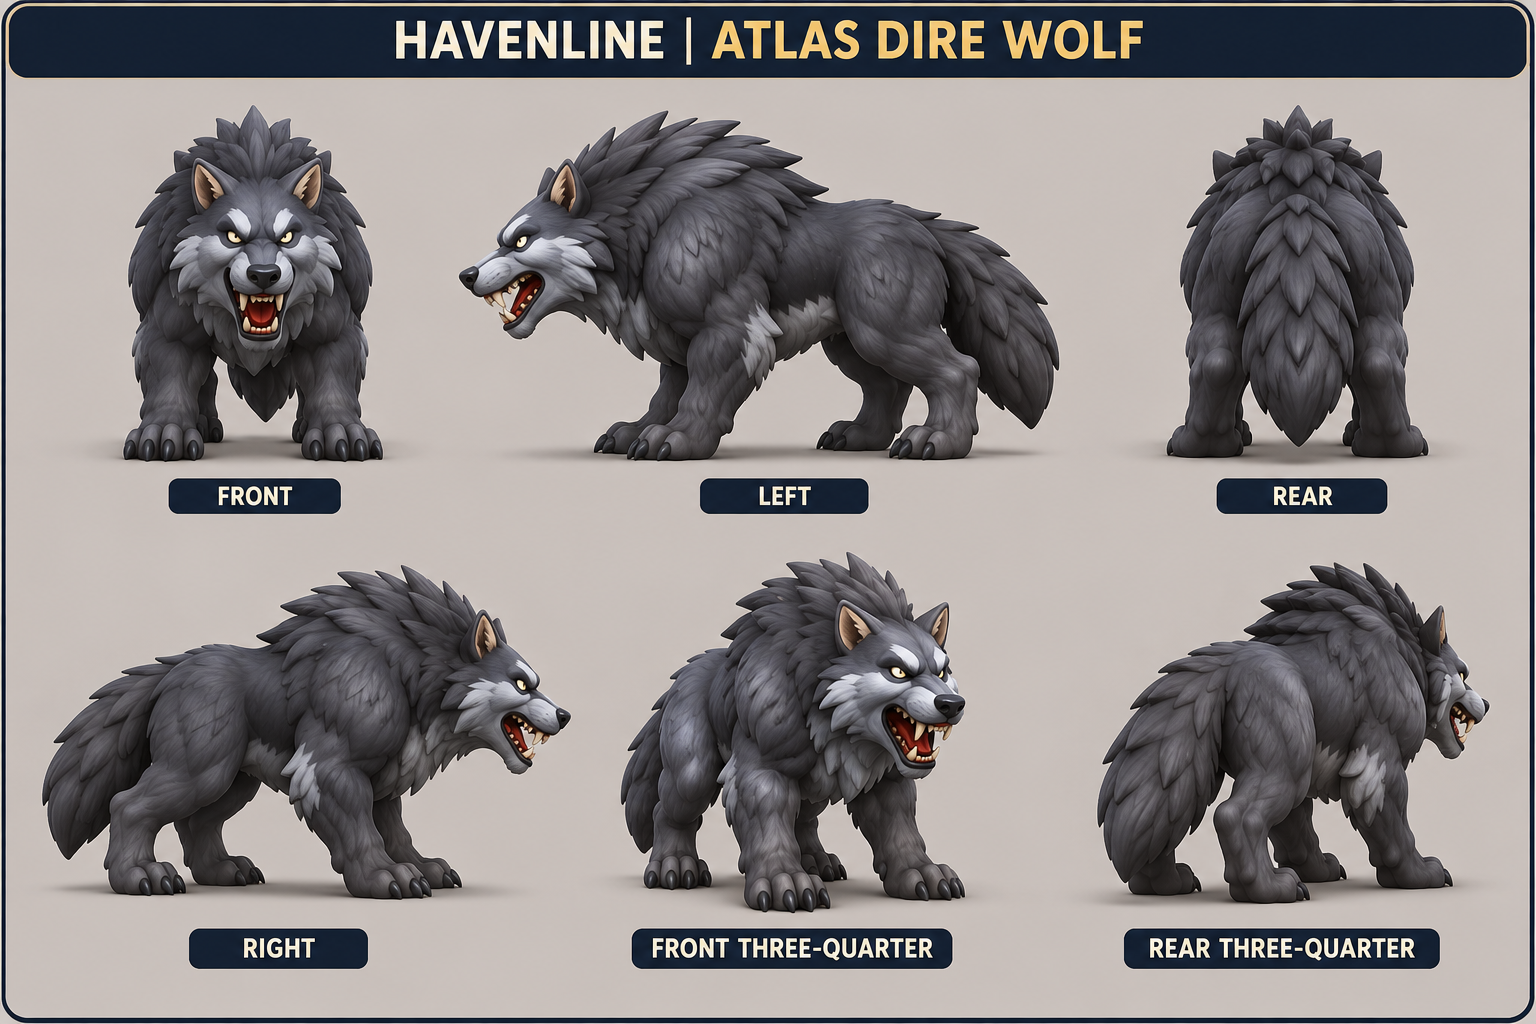 HAVENLINE | ATLAS DIRE WOLF
FRONT
LEFT
REAR
RIGHT
FRONT THREE-QUARTER
REAR THREE-QUARTER